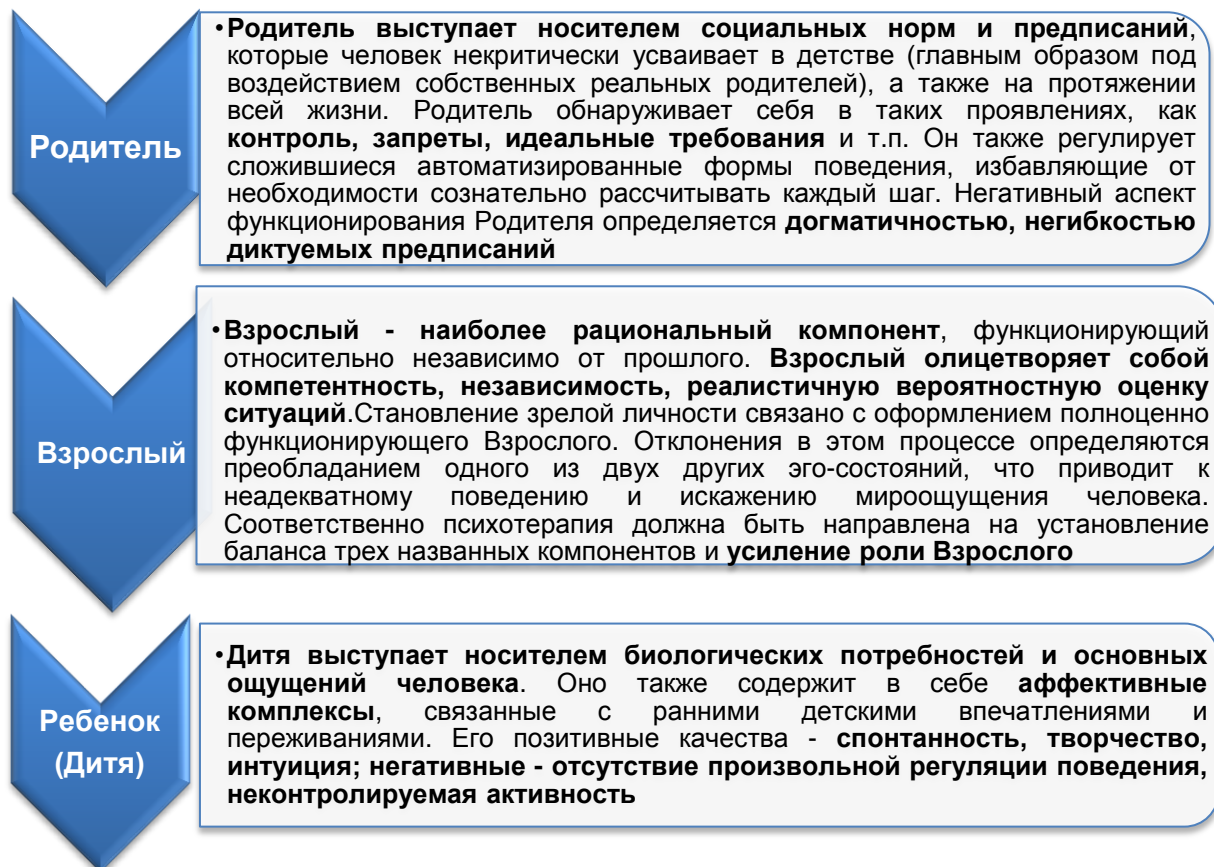 Родитель
•Родитель выступает носителем социальных норм и предписаний,
которые человек некритически усваивает в детстве (главным образом под
воздействием собственных реальных родителей), а также на протяжении
всей жизни. Родитель обнаруживает себя в таких проявлениях, как
контроль, запреты, идеальные требования и т.п. Он также регулирует
сложившиеся автоматизированные формы поведения, избавляющие от
необходимости сознательно рассчитывать каждый шаг. Негативный аспект
функционирования Родителя определяется догматичностью, негибкостью
диктуемых предписаний
Взрослый
•Взрослый - наиболее рациональный компонент, функционирующий
относительно независимо от прошлого. Взрослый олицетворяет собой
компетентность, независимость, реалистичную вероятностную оценку
ситуаций.Становление зрелой личности связано с оформлением полноценно
функционирующего Взрослого. Отклонения в этом процессе определяются
преобладанием одного из двух других эго-состояний, что приводит к
неадекватному поведению и искажению мироощущения человека.
Соответственно психотерапия должна быть направлена на установление
баланса трех названных компонентов и усиление роли Взрослого
Ребенок
(Дитя)
•Дитя выступает носителем биологических потребностей и основных
ощущений человека. Оно также содержит в себе аффективные
комплексы, связанные с ранними детскими впечатлениями и
переживаниями. Его позитивные качества - спонтанность, творчество,
интуиция; негативные - отсутствие произвольной регуляции поведения,
неконтролируемая активность